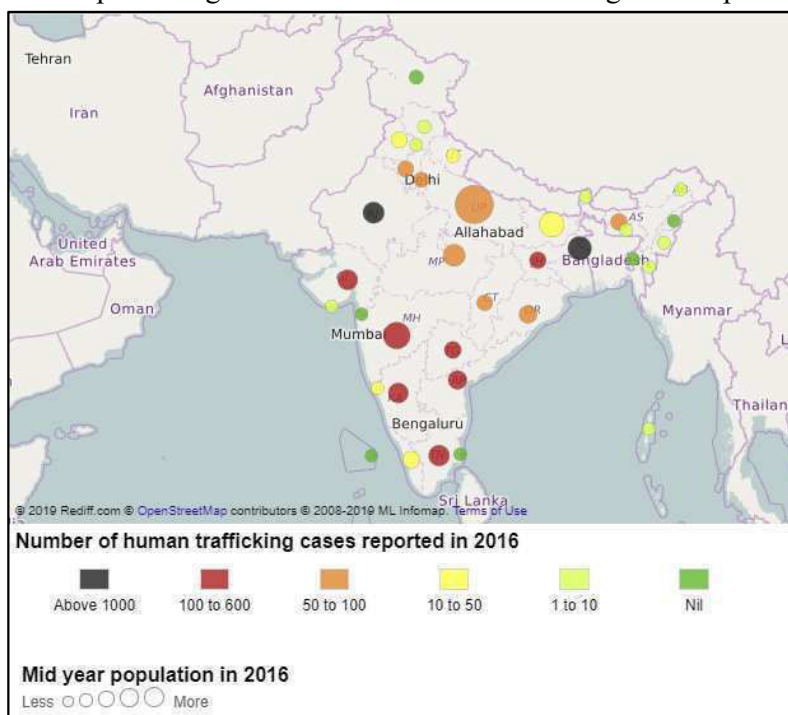 Tehran
Afghanistan
Iran
Delhi
UP
Allahabad
AS
United
Arab Emirates
MP
Bangladesh
Oman
CT
OR
Myanmar
Mumbai
MH
Bengaluru
Thailan
Sri Lanka
© 2019 Rediff.com © OpenStreetMap contributors © 2008-2019 ML Infomap. Terms of Use
Number of human trafficking cases reported in 2016
Above 1000 100 to 600 50 to 100 10 to 50 1 to 10 Nil
Mid year population in 2016
Less More